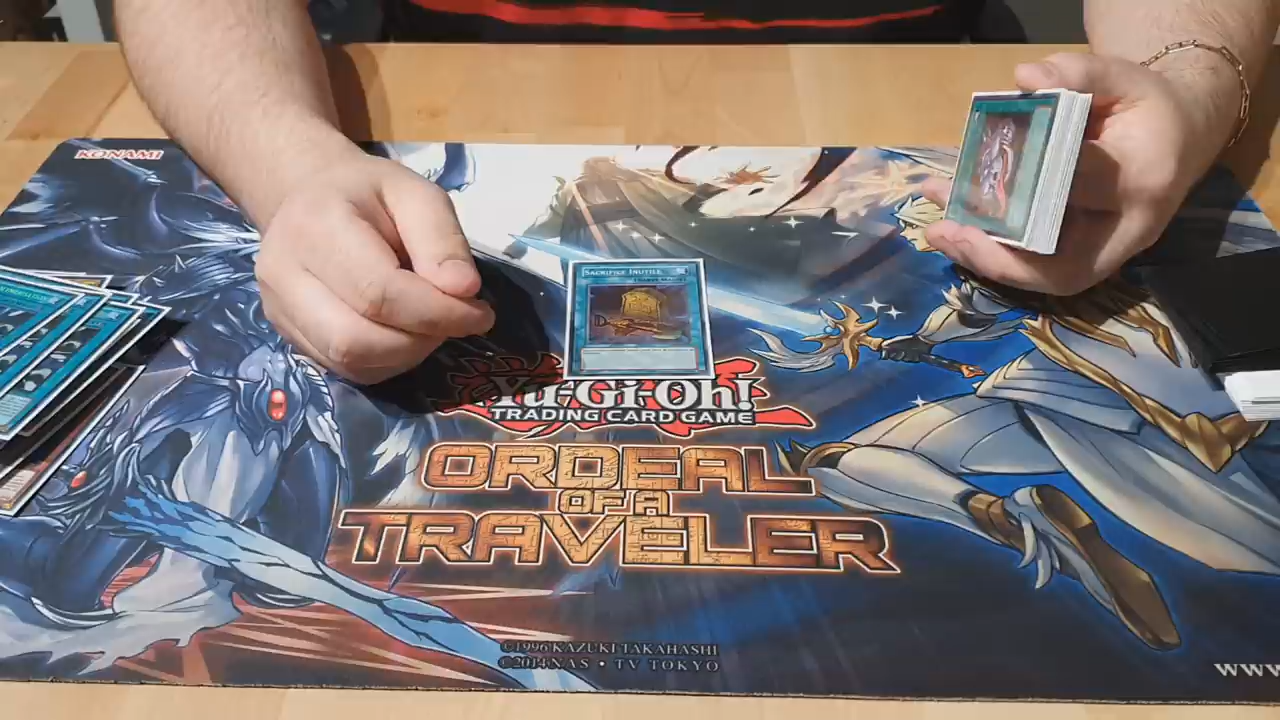 KONAMI
SACRIFICE INUTILE
Yu-Gi-Oh!
TRADING CARD GAME
ORDEAL
OF A
TRAVELER
©1996 KAZUKI TAKAHASHI
©2014 NAS • TV TOKYO
WWW